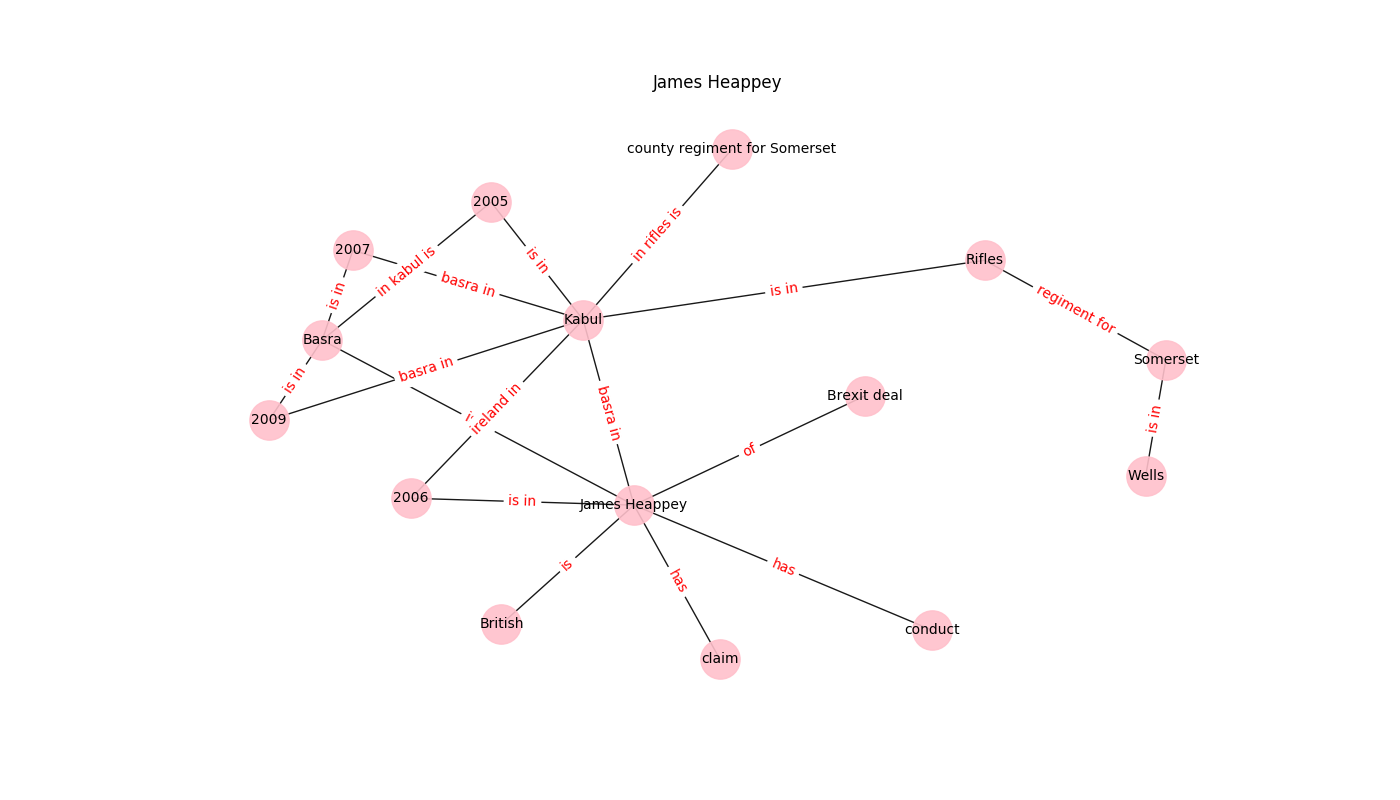 James Heappey
county regiment for Somerset
2005
in rifles is
2007
is in
in kabul is
Rifles
basra in
is in
is in
regiment for
Kabul
Basra
Somerset
basra in
is in
ireland in
basra in
Brexit deal
is in
2009
of
Wells
2006
is in
James Heappey
is
has
has
British
conduct
claim